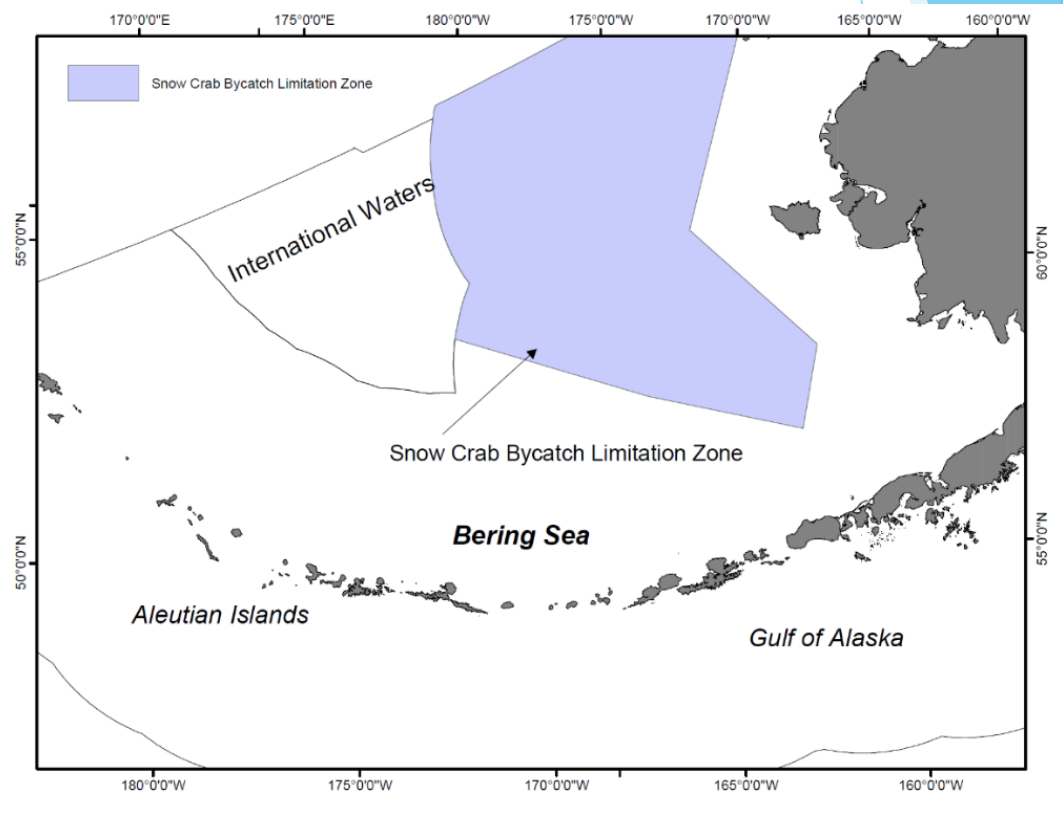 170°0'0"E 175°0'0"E 180°0'0"W 175°0'0"W 170°0'0"W 165°0'0"W 160°0'0"W
Snow Crab Bycatch Limitation Zone
International Waters
55°0'0"N
60°0'0"N
Snow Crab Bycatch Limitation Zone
Bering Sea
50°0'0"N
55°0'0"N
Aleutian Islands
Gulf of Alaska
180°0'0"W 175°0'0"W 170°0'0"W 165°0'0"W 160°0'0"W